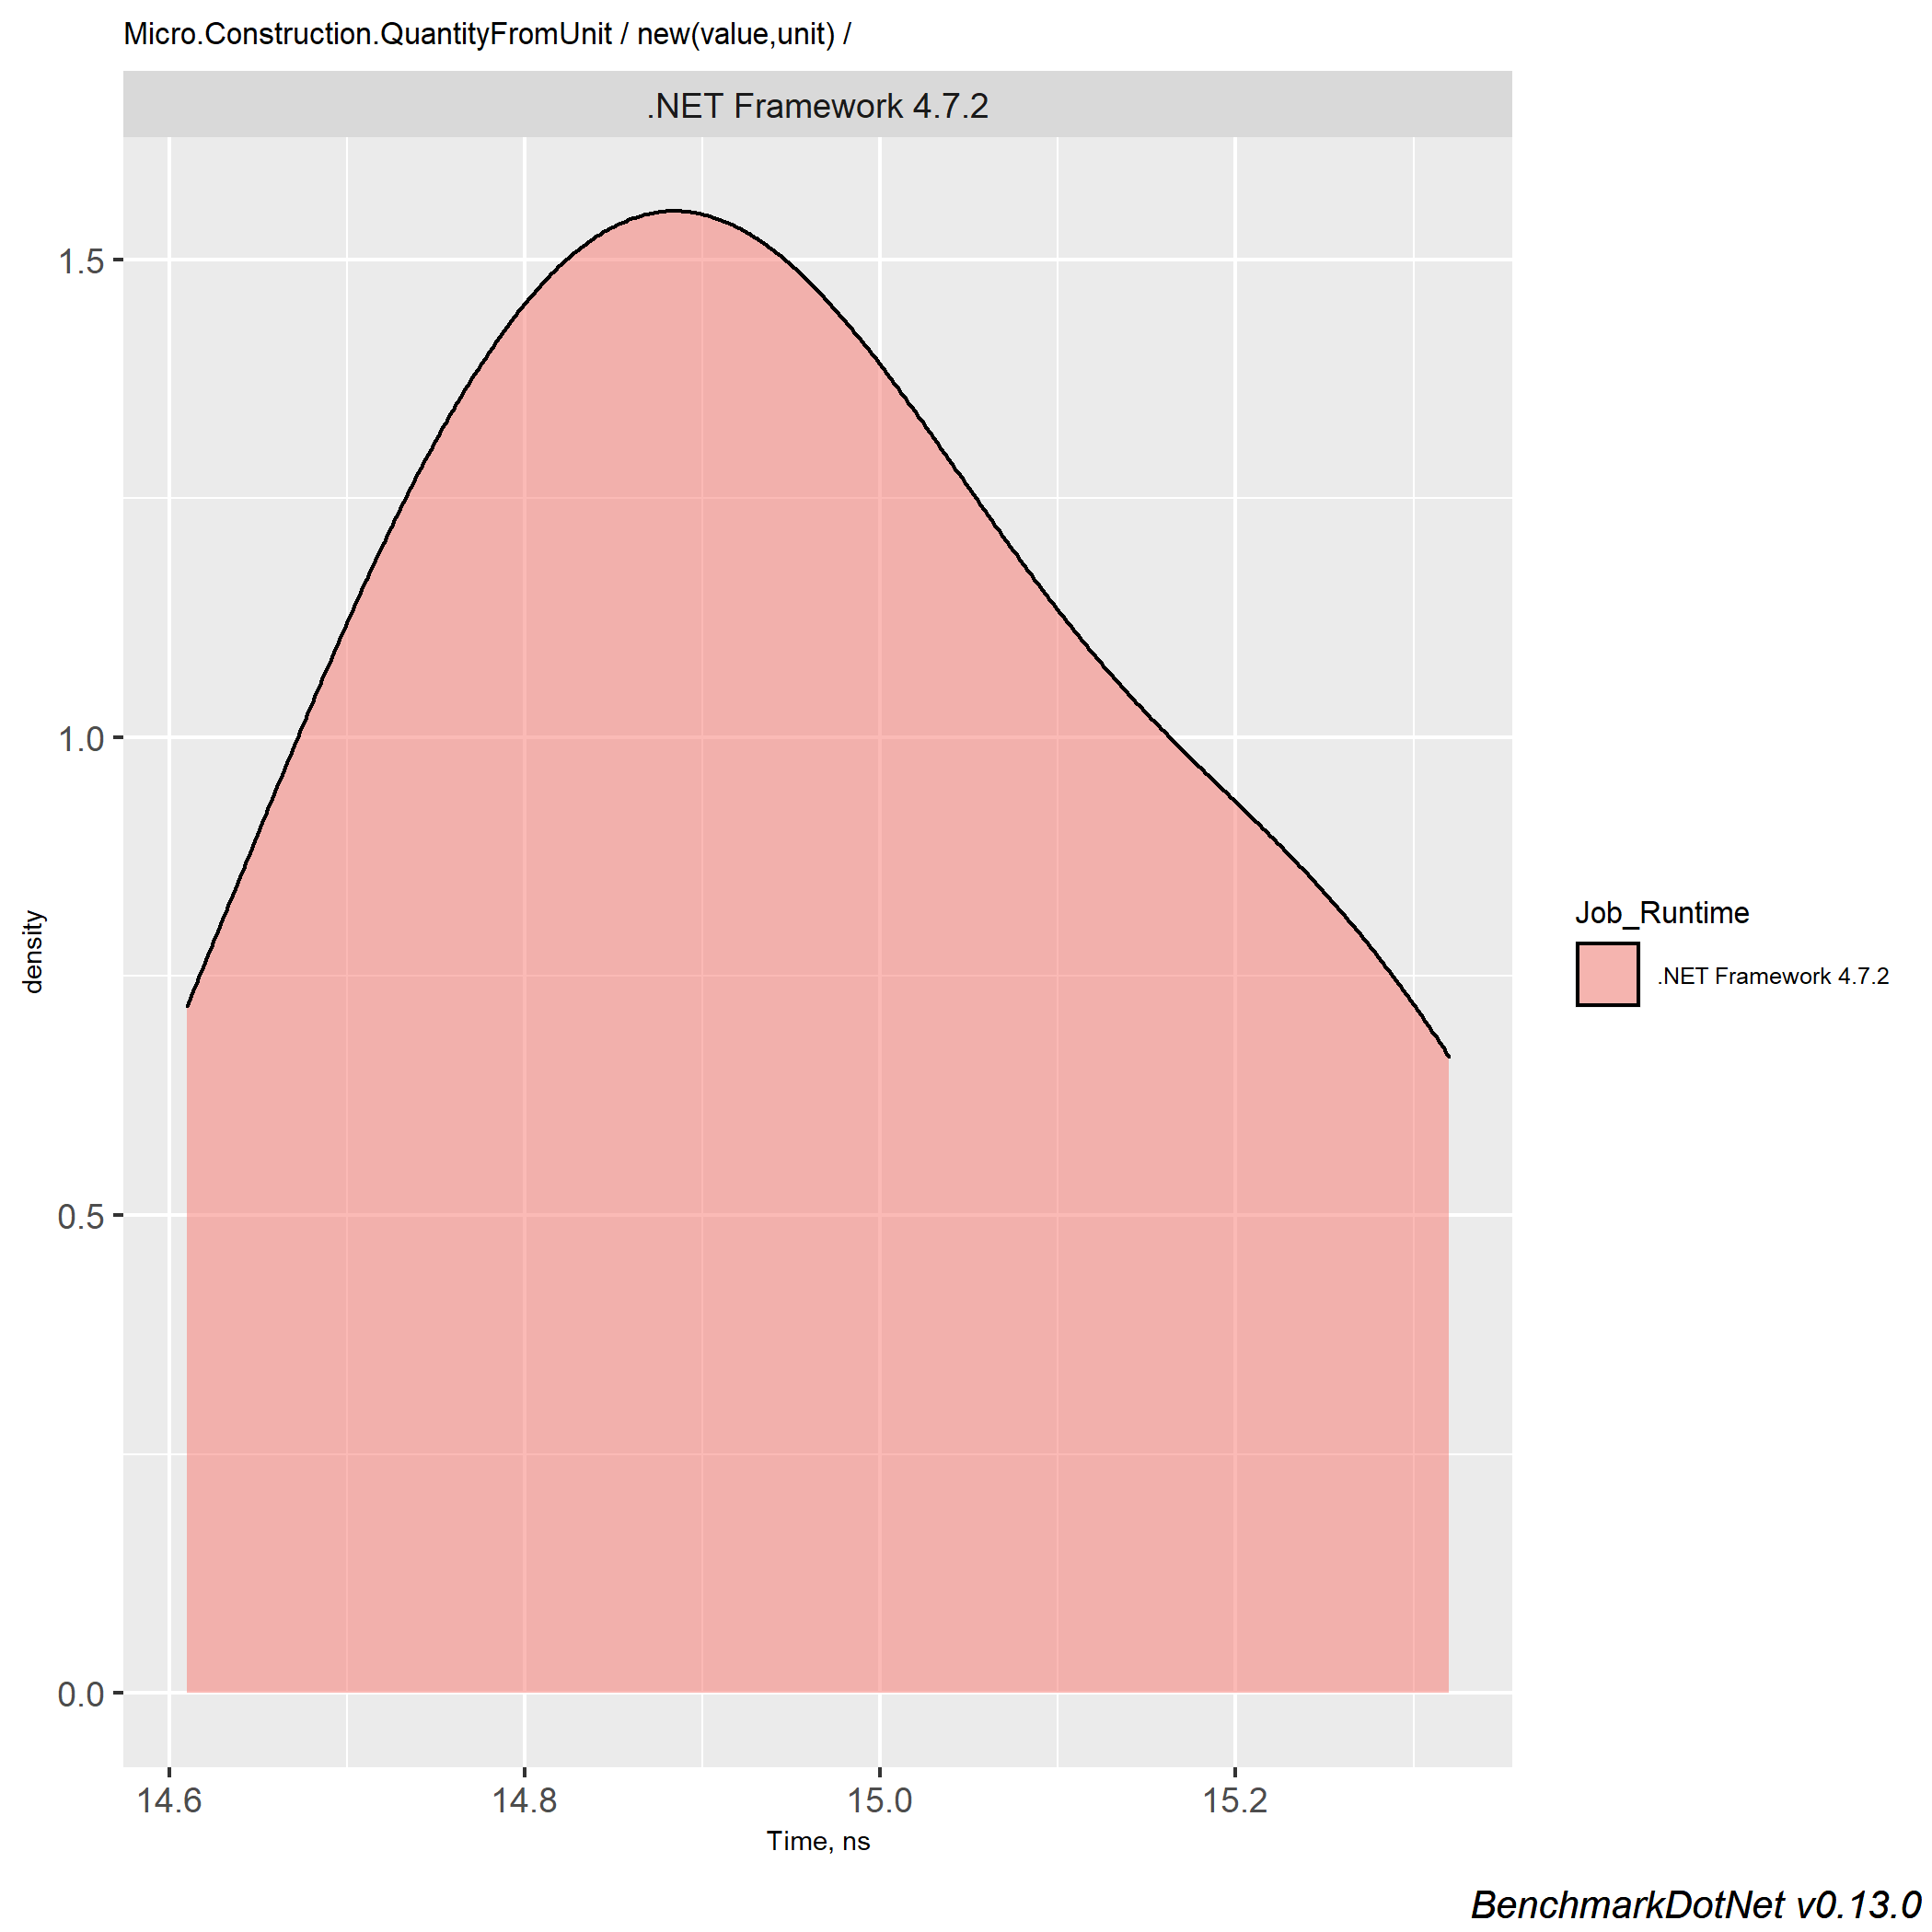 Micro.Construction.QuantityFromUnit / new(value,unit) /
.NET Framework 4.7.2
1.5
1.0
0.5
0.0
density
14.6 14.8 15.0 15.2
Time, ns
Job_Runtime
.NET Framework 4.7.2
BenchmarkDotNet v0.13.0